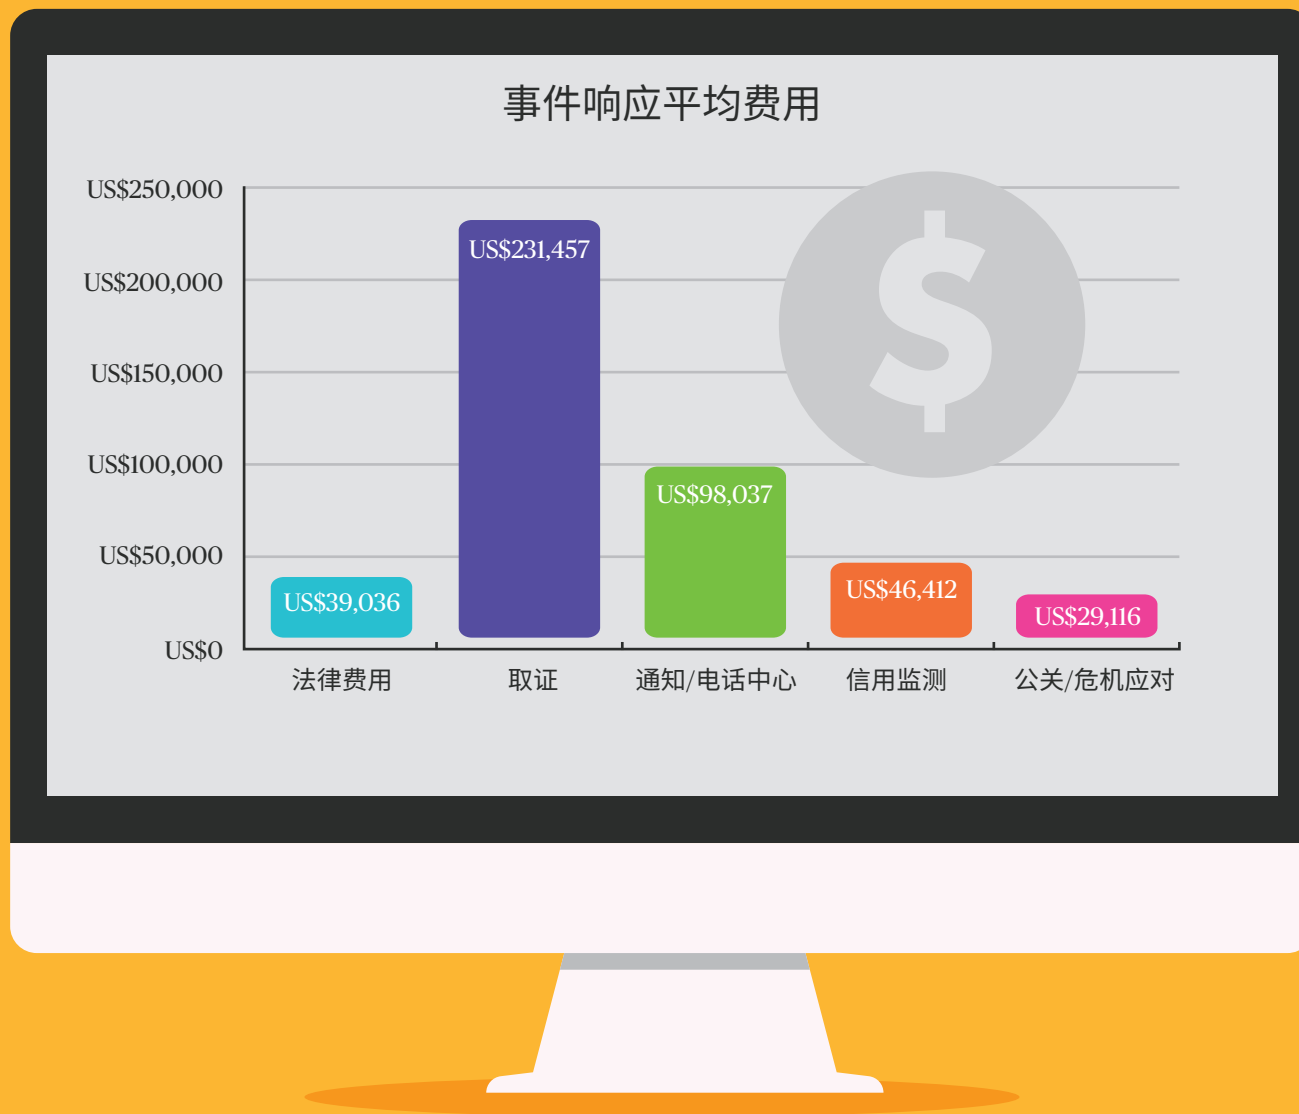 事件响应平均费用
US$250,000
US$200,000
US$150,000
US$100,000
US$50,000
US$0
US$39,036
US$231,457
US$98,037
US$46,412
US$29,116
法律费用
取证
通知/电话中心
信用监测
公关/危机应对
$